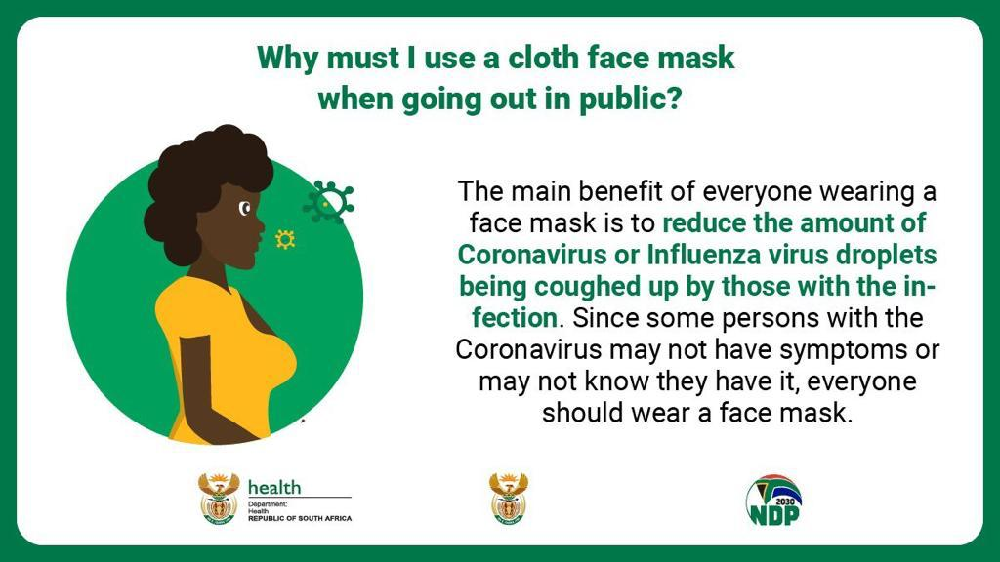 Why must I use a cloth face mask
when going out in public?
The main benefit of everyone wearing a
face mask is to reduce the amount of
Coronavirus or Influenza virus droplets
being coughed up by those with the in-
fection. Since some persons with the
Coronavirus may not have symptoms or
may not know they have it, everyone
should wear a face mask.
health
Department:
Health
REPUBLIC OF SOUTH AFRICA
2030
NDP